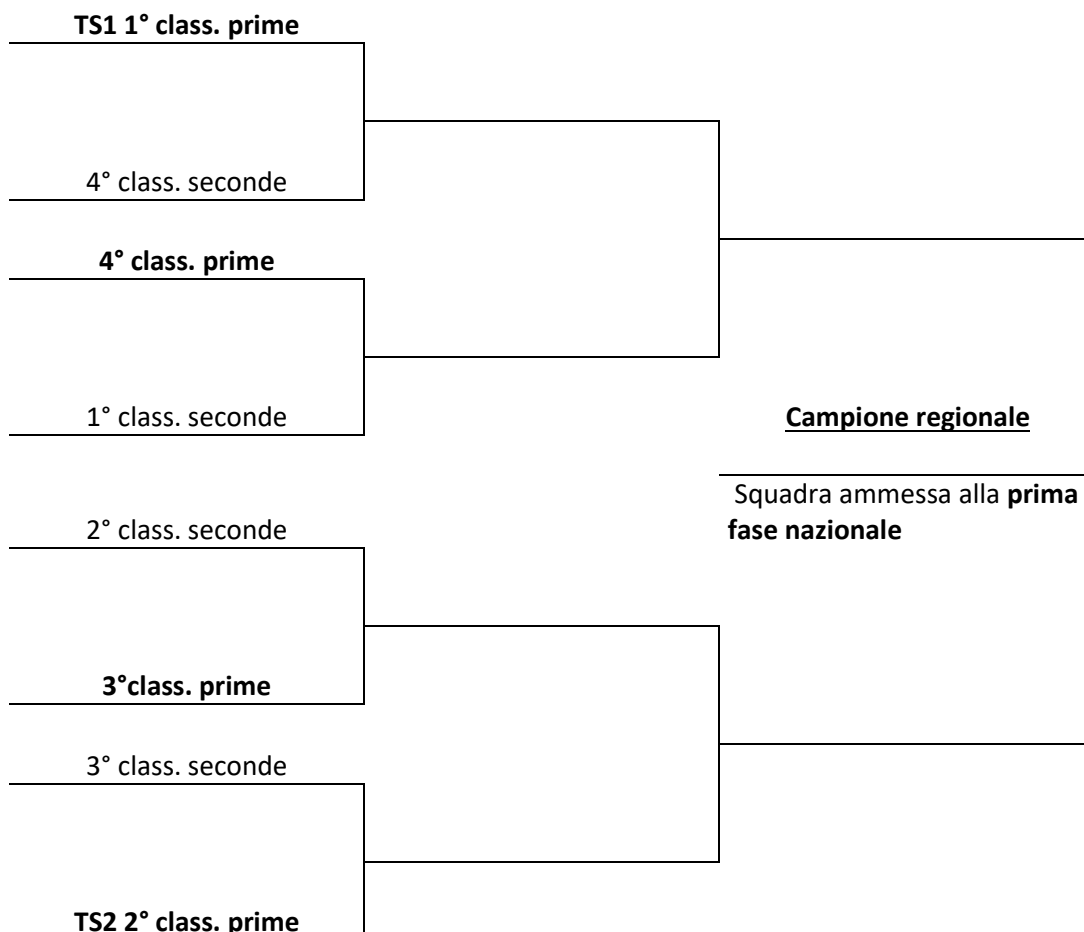 TS1 1° class. prime
4° class. seconde
4° class. prime
1° class. seconde
Campione regionale
Squadra ammessa alla prima
fase nazionale
2° class. seconde
3°class. prime
3° class. seconde
TS2 2° class. prime